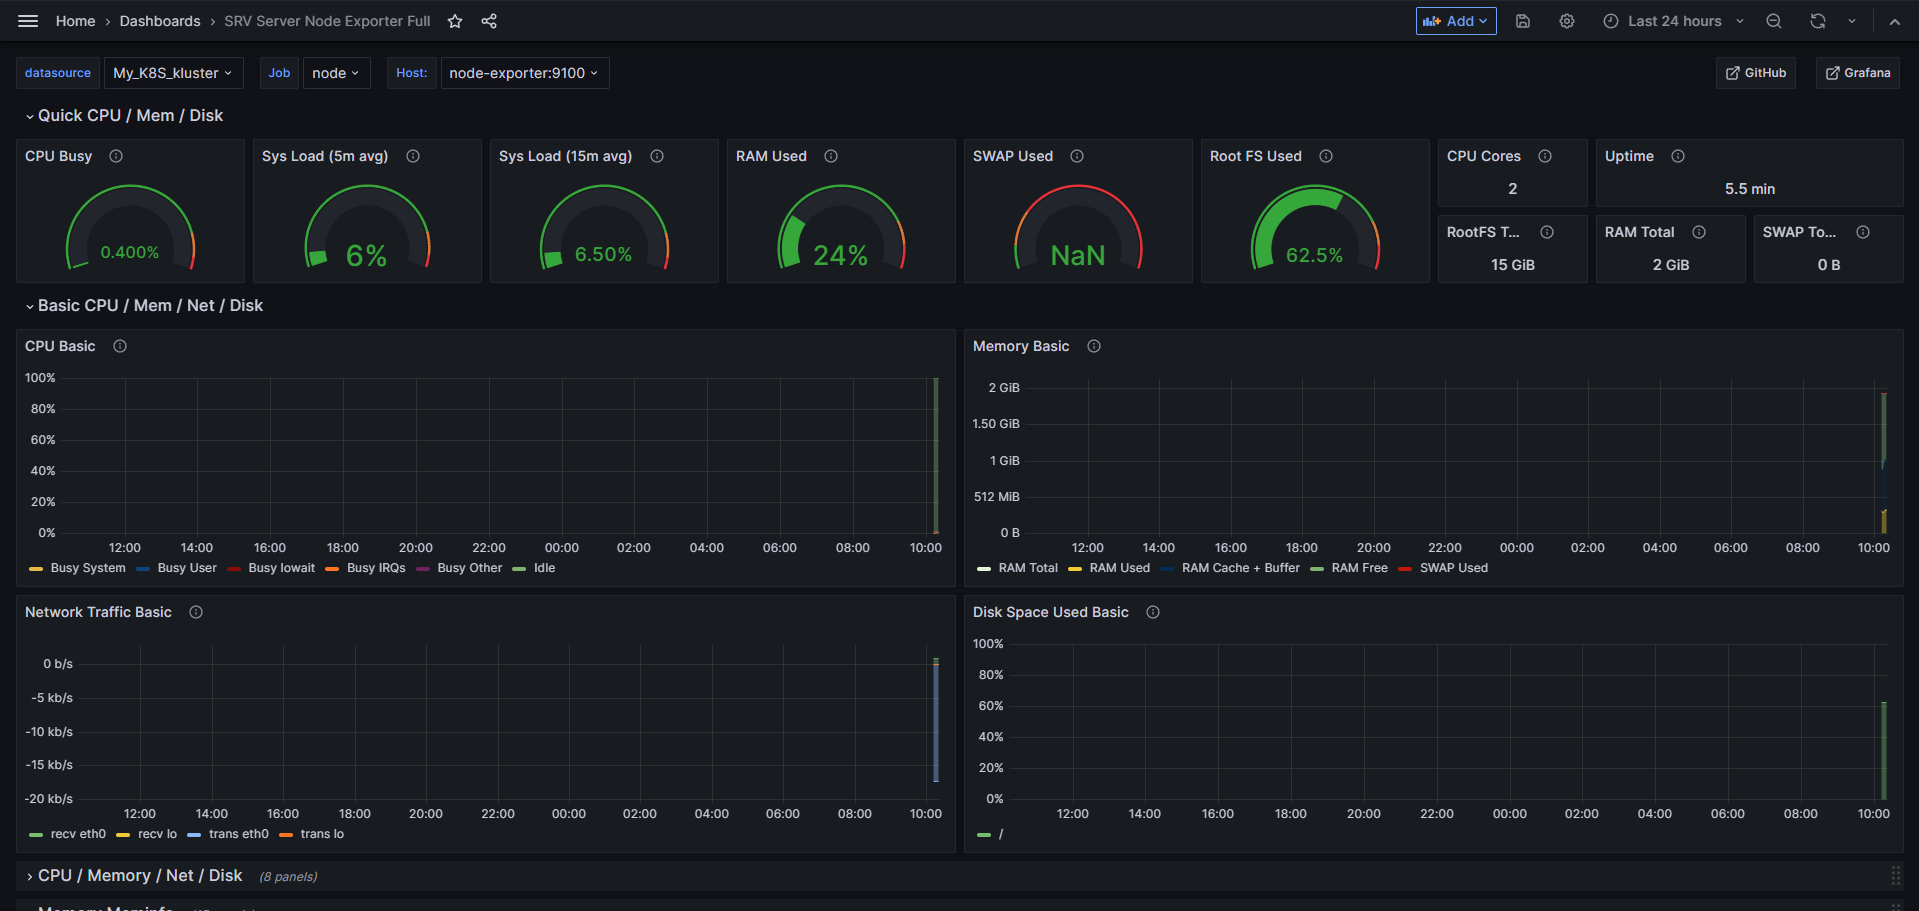 Home › Dashboards › SRV Server Node Exporter Full Add Last 24 hours
datasource My_K8S_kluster Job node Host: node-exporter:9100 GitHub Grafana
Quick CPU / Mem / Disk
CPU Busy
0.400%
Sys Load (5m avg)
6%
Sys Load (15m avg)
6.50%
RAM Used
24%
SWAP Used
NaN
Root FS Used
62.5%
CPU Cores
2
Uptime
5.5 min
RootFS T...
15 GiB
RAM Total
2 GiB
SWAP To...
0 B
Basic CPU / Mem / Net / Disk
CPU Basic
100%
80%
60%
40%
20%
0%
12:00 14:00 16:00 18:00 20:00 22:00 00:00 02:00 04:00 06:00 08:00 10:00
Busy System Busy User Busy Iowait Busy IRQs Busy Other Idle
Memory Basic
2 GiB
1.50 GiB
1 GiB
512 MiB
0 B
12:00 14:00 16:00 18:00 20:00 22:00 00:00 02:00 04:00 06:00 08:00 10:00
RAM Total RAM Used RAM Cache + Buffer RAM Free SWAP Used
Network Traffic Basic
0 b/s
-5 kb/s
-10 kb/s
-15 kb/s
-20 kb/s
12:00 14:00 16:00 18:00 20:00 22:00 00:00 02:00 04:00 06:00 08:00 10:00
recv eth0 recv lo trans eth0 trans lo
Disk Space Used Basic
100%
80%
60%
40%
20%
0%
12:00 14:00 16:00 18:00 20:00 22:00 00:00 02:00 04:00 06:00 08:00 10:00
/
CPU / Memory / Net / Disk (8 panels)
Memory Meminfo